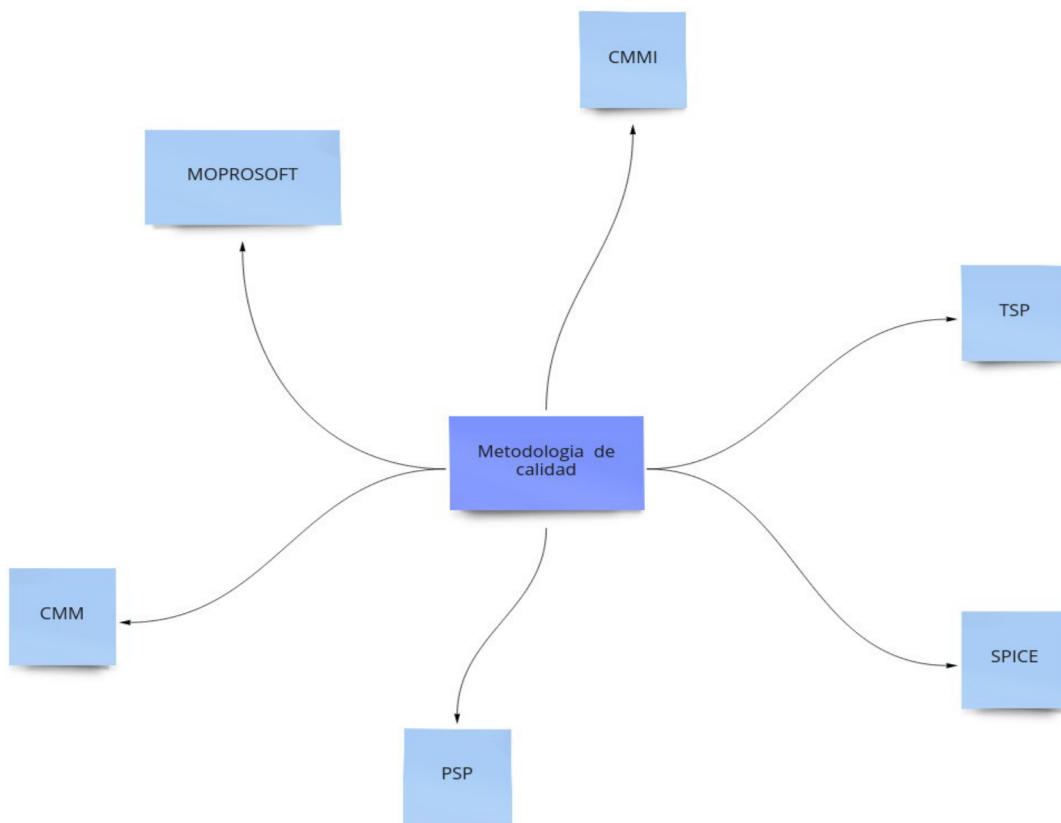 CMMI
MOPROSOFT
TSP
Metodologia de
calidad
CMM
SPICE
PSP